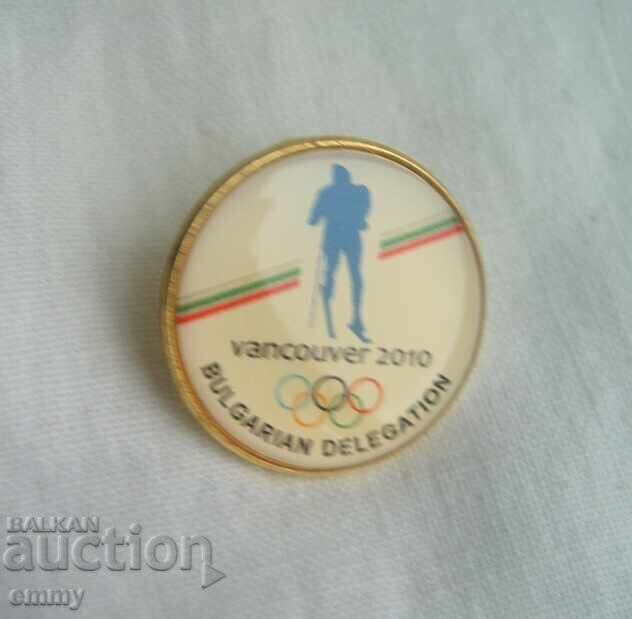 vancouver 2010
BULGARIAN DELEGATION
BALKAN
auction
emmy